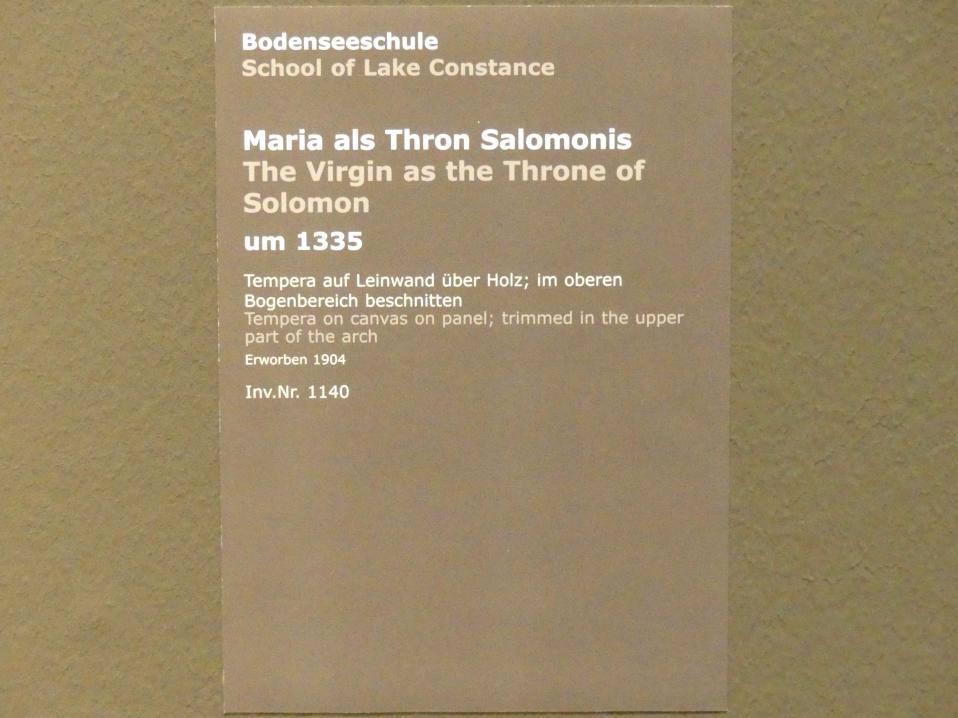 Bodenseeschule
School of Lake Constance
Maria als Thron Salomonis
The Virgin as the Throne of
Solomon
um 1335
Tempera auf Leinwand über Holz; im oberen
Bogenbereich beschnitten
Tempera on canvas on panel; trimmed in the upper
part of the arch
Erworben 1904
Inv.Nr. 1140